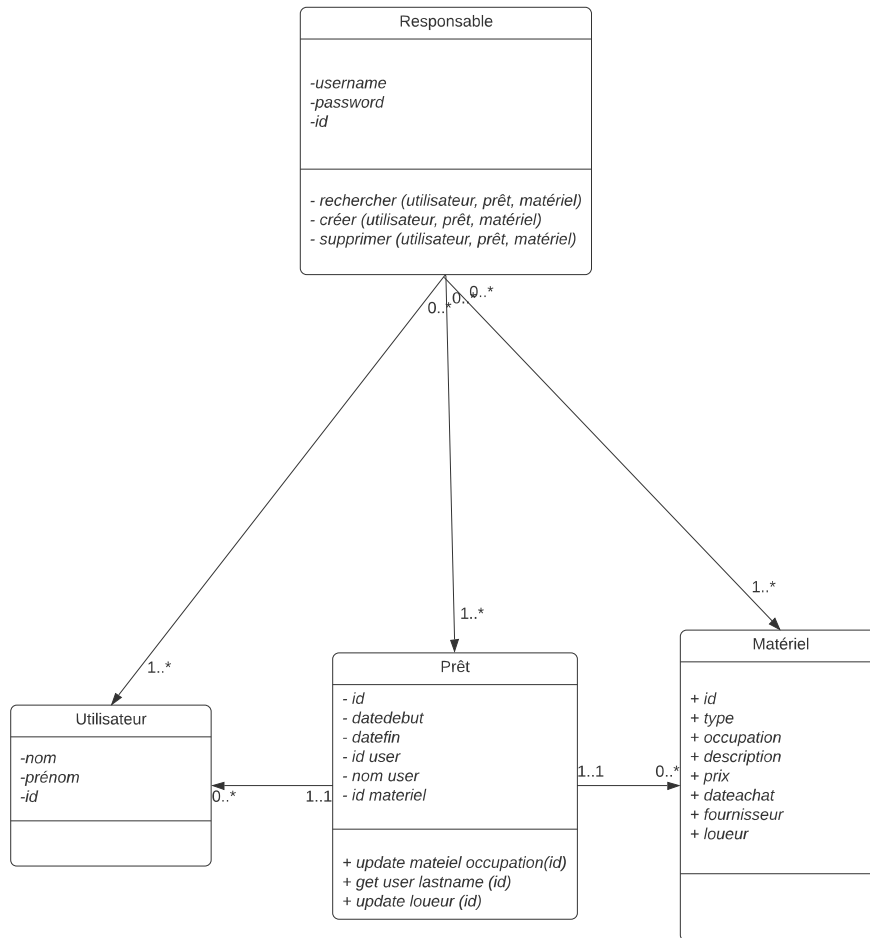 Responsable
-username
-password
-id
- rechercher (utilisateur, prêt, matériel)
- créer (utilisateur, prêt, matériel)
- supprimer (utilisateur, prêt, matériel)
0..*
0..*
0..*
1..*
1..*
1..*
Utilisateur
-nom
-prénom
-id
0..*
1..1
Prêt
- id
- datedebut
- datefin
- id user
- nom user
- id materiel
+ update mateiel occupation(id)
+ get user lastname (id)
+ update loueur (id)
1..1
0..*
Matériel
+ id
+ type
+ occupation
+ description
+ prix
+ dateachat
+ fournisseur
+ loueur